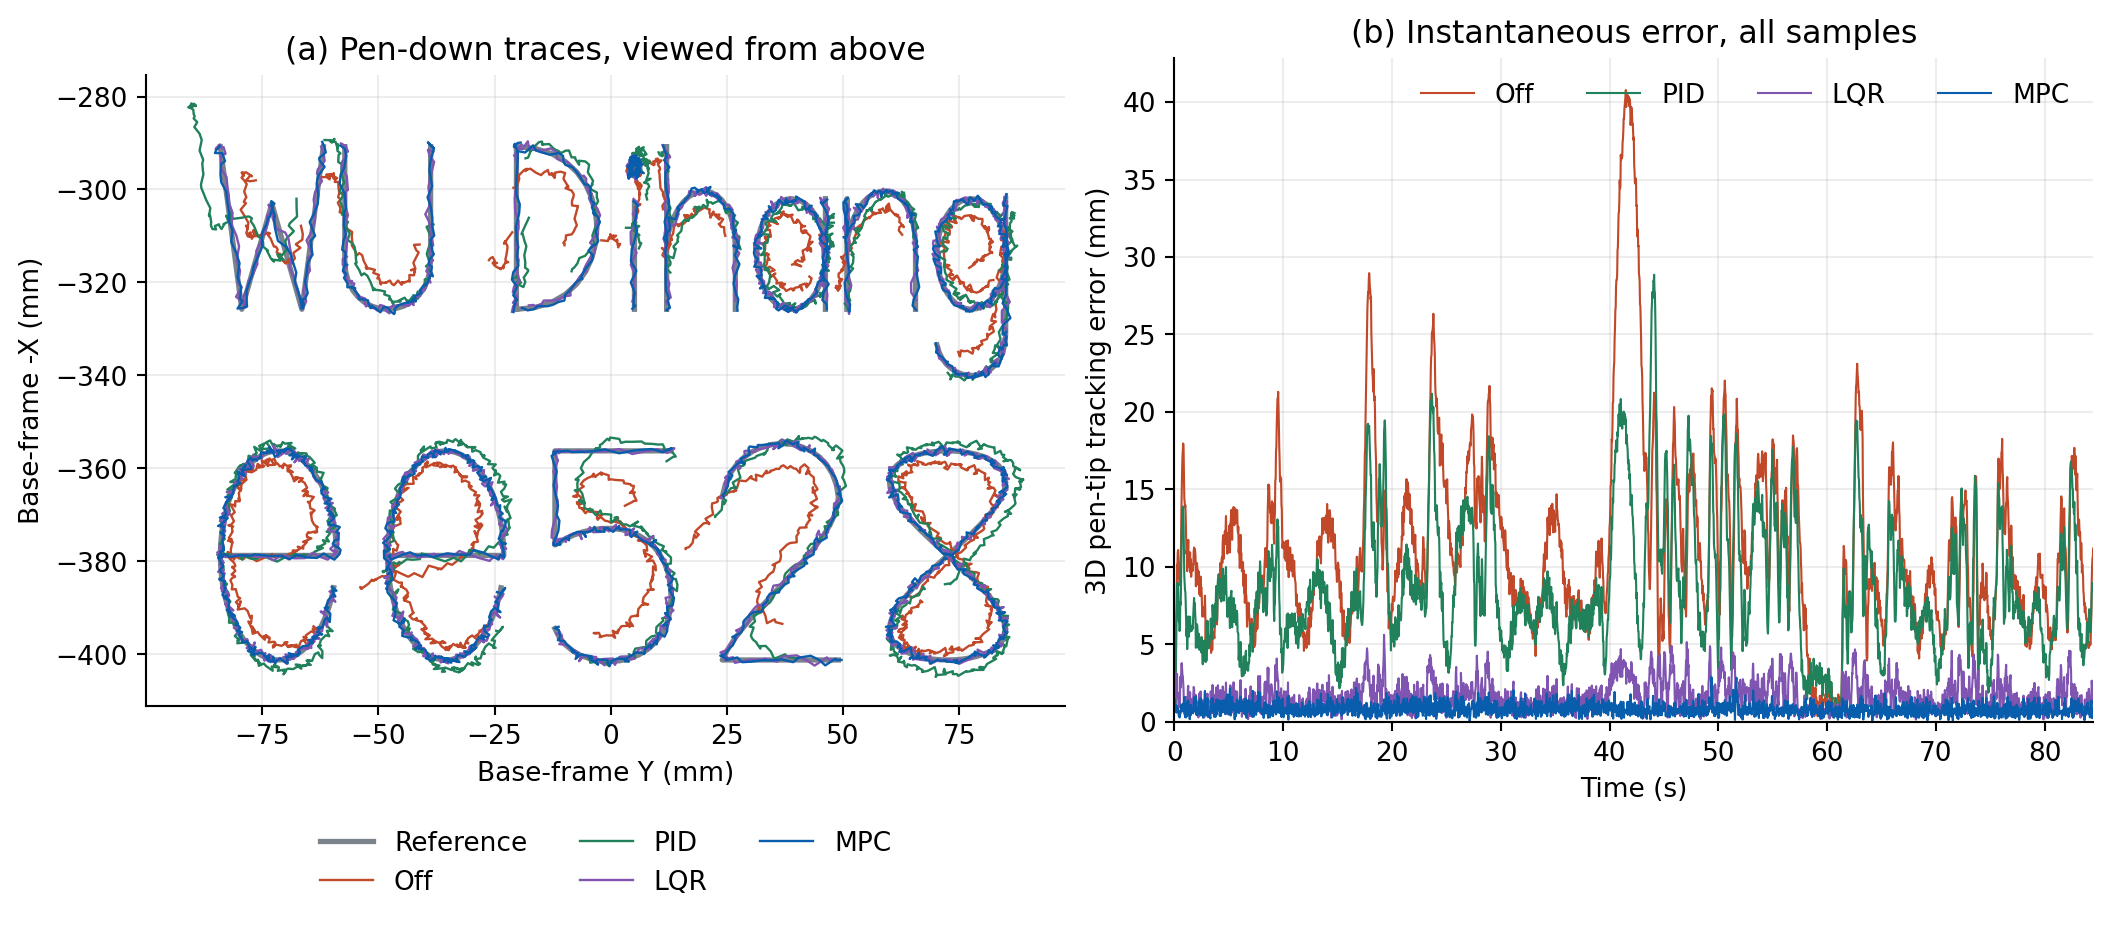 (a) Pen-down traces, viewed from above
Base-frame -X (mm)
−280
−300
−320
−340
−360
−380
−400
WU Dinang
ee528
−75 −50 −25 0 25 50 75
Base-frame Y (mm)
Reference PID MPC
Off LQR
(b) Instantaneous error, all samples
Off PID LQR MPC
3D pen-tip tracking error (mm)
40
35
30
25
20
15
10
5
0
0 10 20 30 40 50 60 70 80
Time (s)